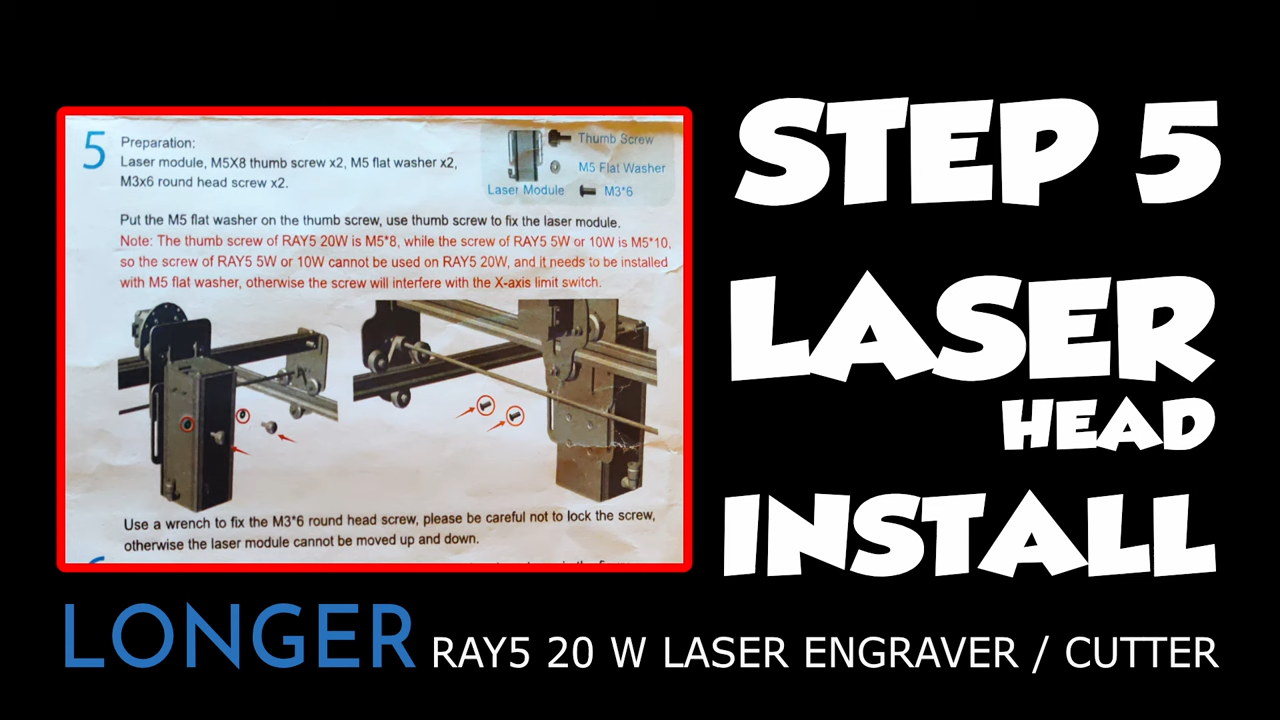 5
Preparation:
Laser module, M5X8 thumb screw x2, M5 flat washer x2,
M3x6 round head screw x2.
Thumb Screw
M5 Flat Washer
Laser Module
M3*6
Put the M5 flat washer on the thumb screw, use thumb screw to fix the laser module.
Note: The thumb screw of RAY5 20W is M5*8, while the screw of RAY5 5W or 10W is M5*10,
so the screw of RAY5 5W or 10W cannot be used on RAY5 20W, and it needs to be installed
with M5 flat washer, otherwise the screw will interfere with the X-axis limit switch.
Use a wrench to fix the M3*6 round head screw, please be careful not to lock the screw,
otherwise the laser module cannot be moved up and down.
STEP 5
LASER
HEAD
INSTALL
LONGER RAY5 20 W LASER ENGRAVER / CUTTER